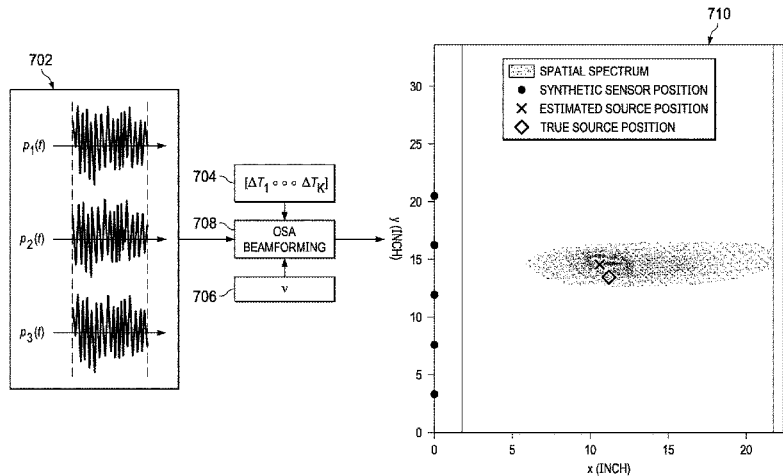 702
p1(t)
p2(t)
p3(t)
704
[ΔT1 ∘ ∘ ∘ ΔTK]
708
OSA
BEAMFORMING
706
v
710
SPATIAL SPECTRUM
SYNTHETIC SENSOR POSITION
ESTIMATED SOURCE POSITION
TRUE SOURCE POSITION
y (INCH)
30
25
20
15
10
5
0
0
5
10
15
20
x (INCH)